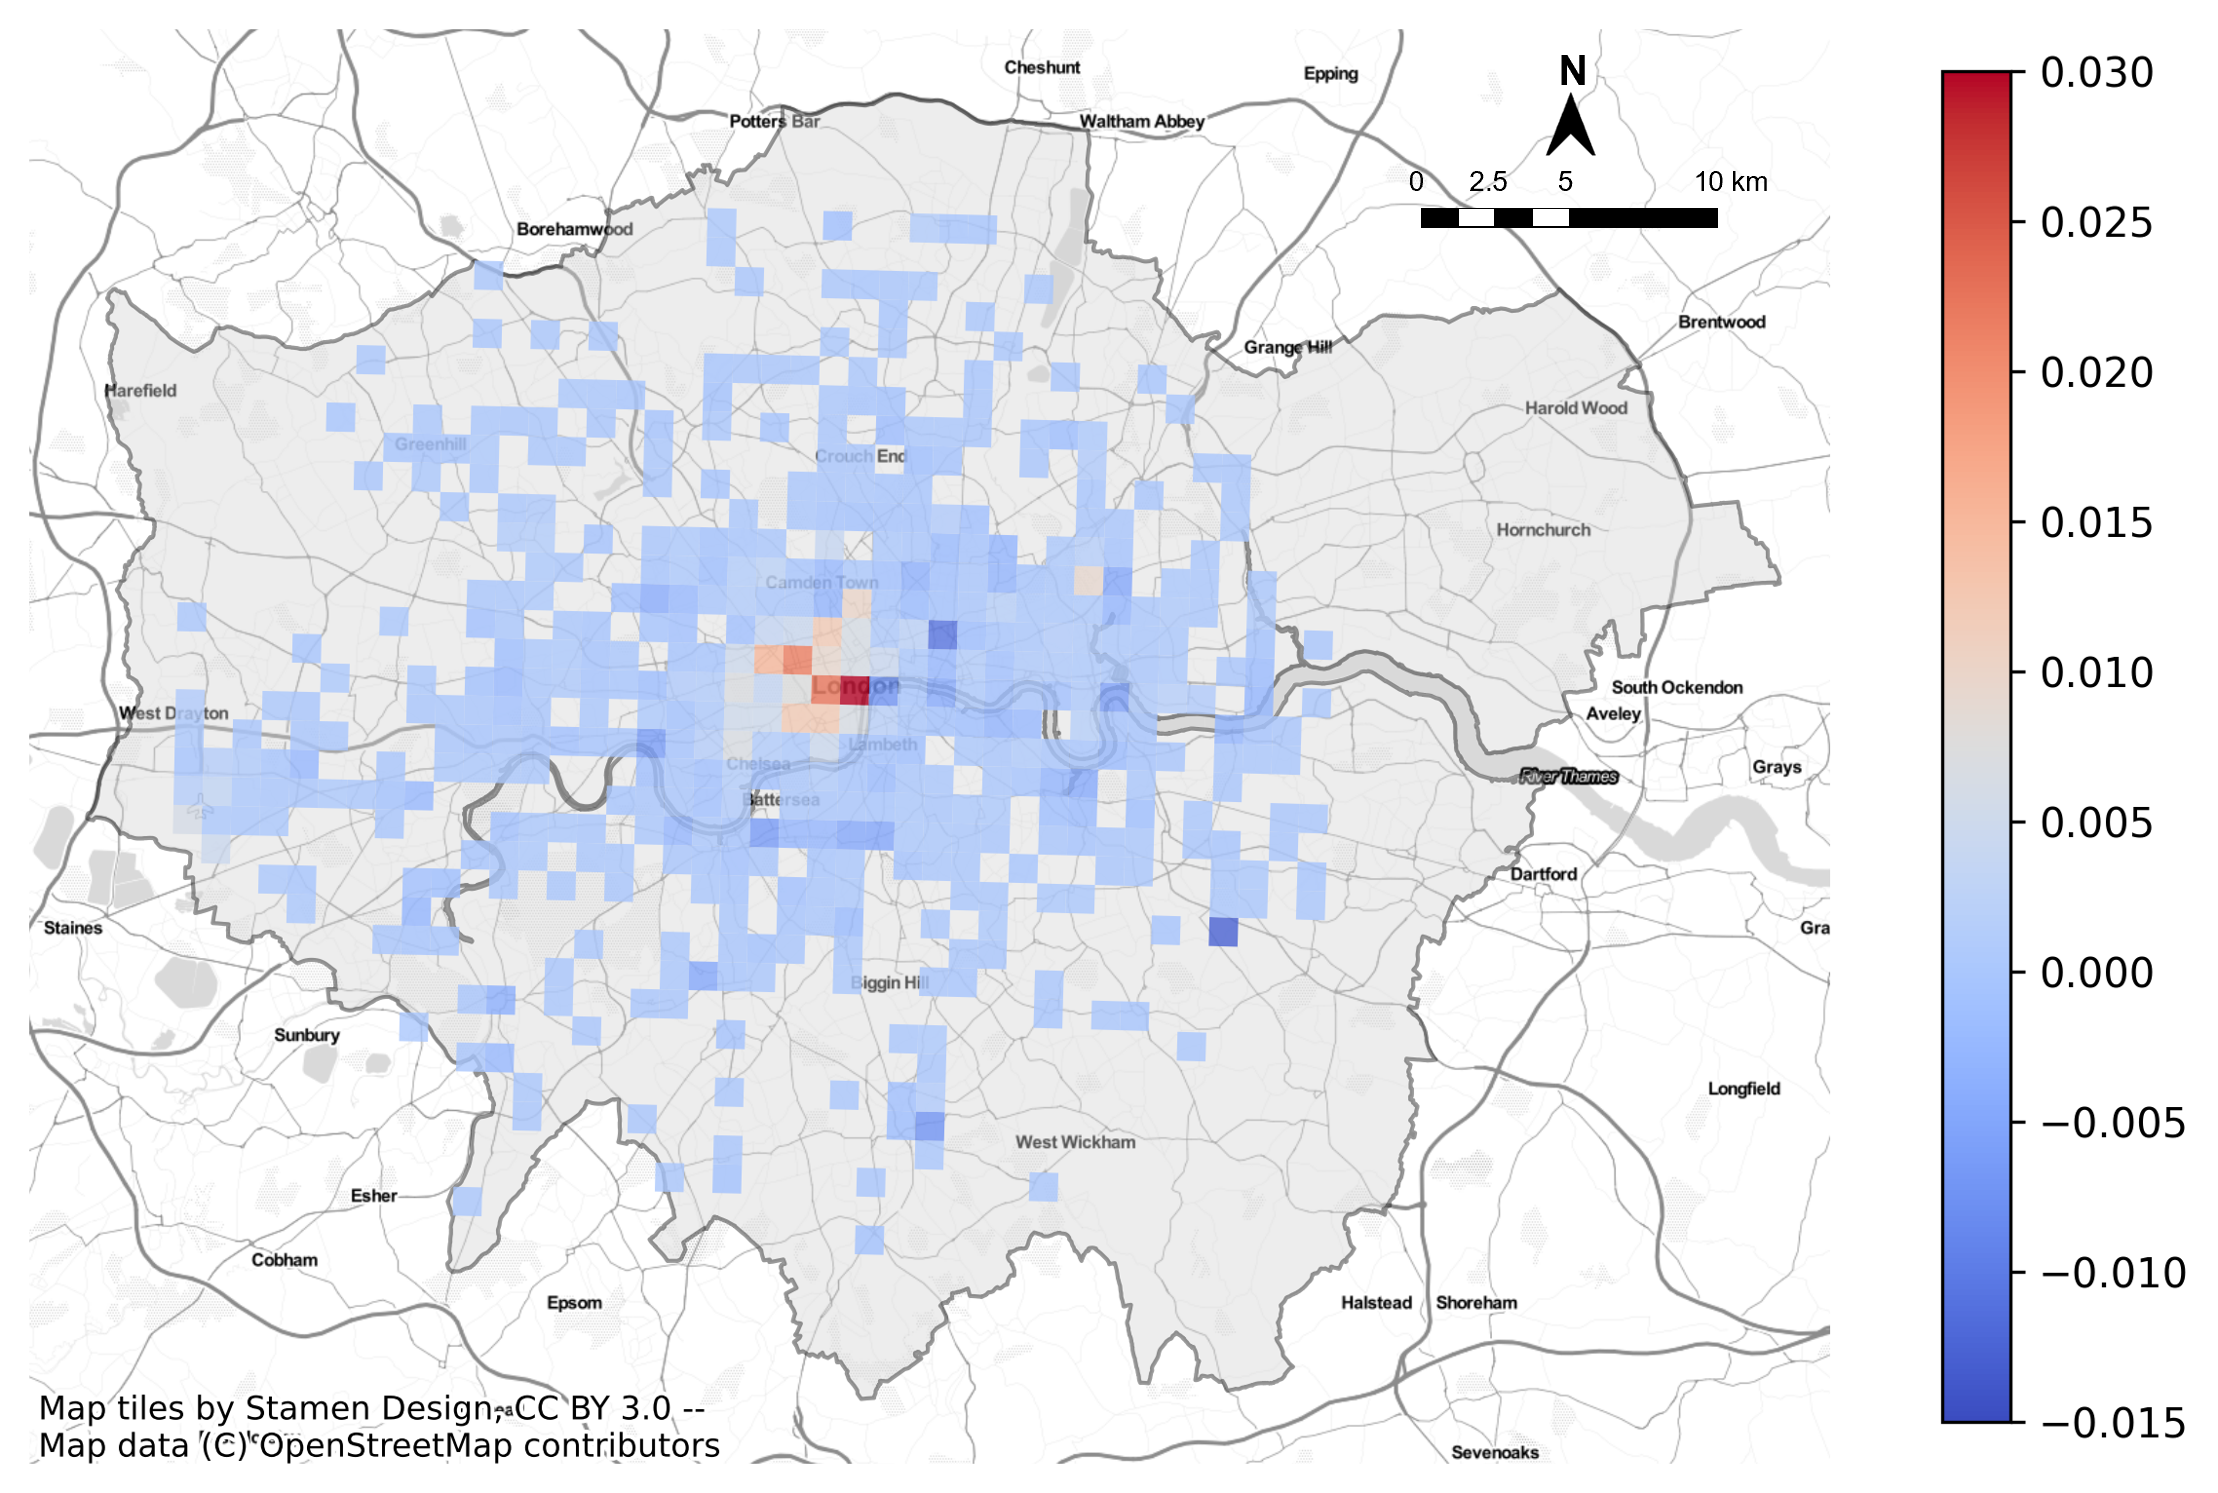 Cheshunt
Epping
N
Potters Bar
Waltham Abbey
0 2.5 5 10 km
Borehamwood
Brentwood
Grange Hill
Harefield
Harold Wood
Greenhill
Crouch End
Hornchurch
Camden Town
London
South Ockendon
West Drayton
Aveley
Lambeth
Chelsea
Grays
River Thames
Battersea
Dartford
Staines
Gra
Biggin Hill
Sunbury
Longfield
West Wickham
Esher
Cobham
Epsom
Halstead
Shoreham
Sevenoaks
Map tiles by Stamen Design, CC BY 3.0 --
Map data (C) OpenStreetMap contributors
0.030
0.025
0.020
0.015
0.010
0.005
0.000
−0.005
−0.010
−0.015